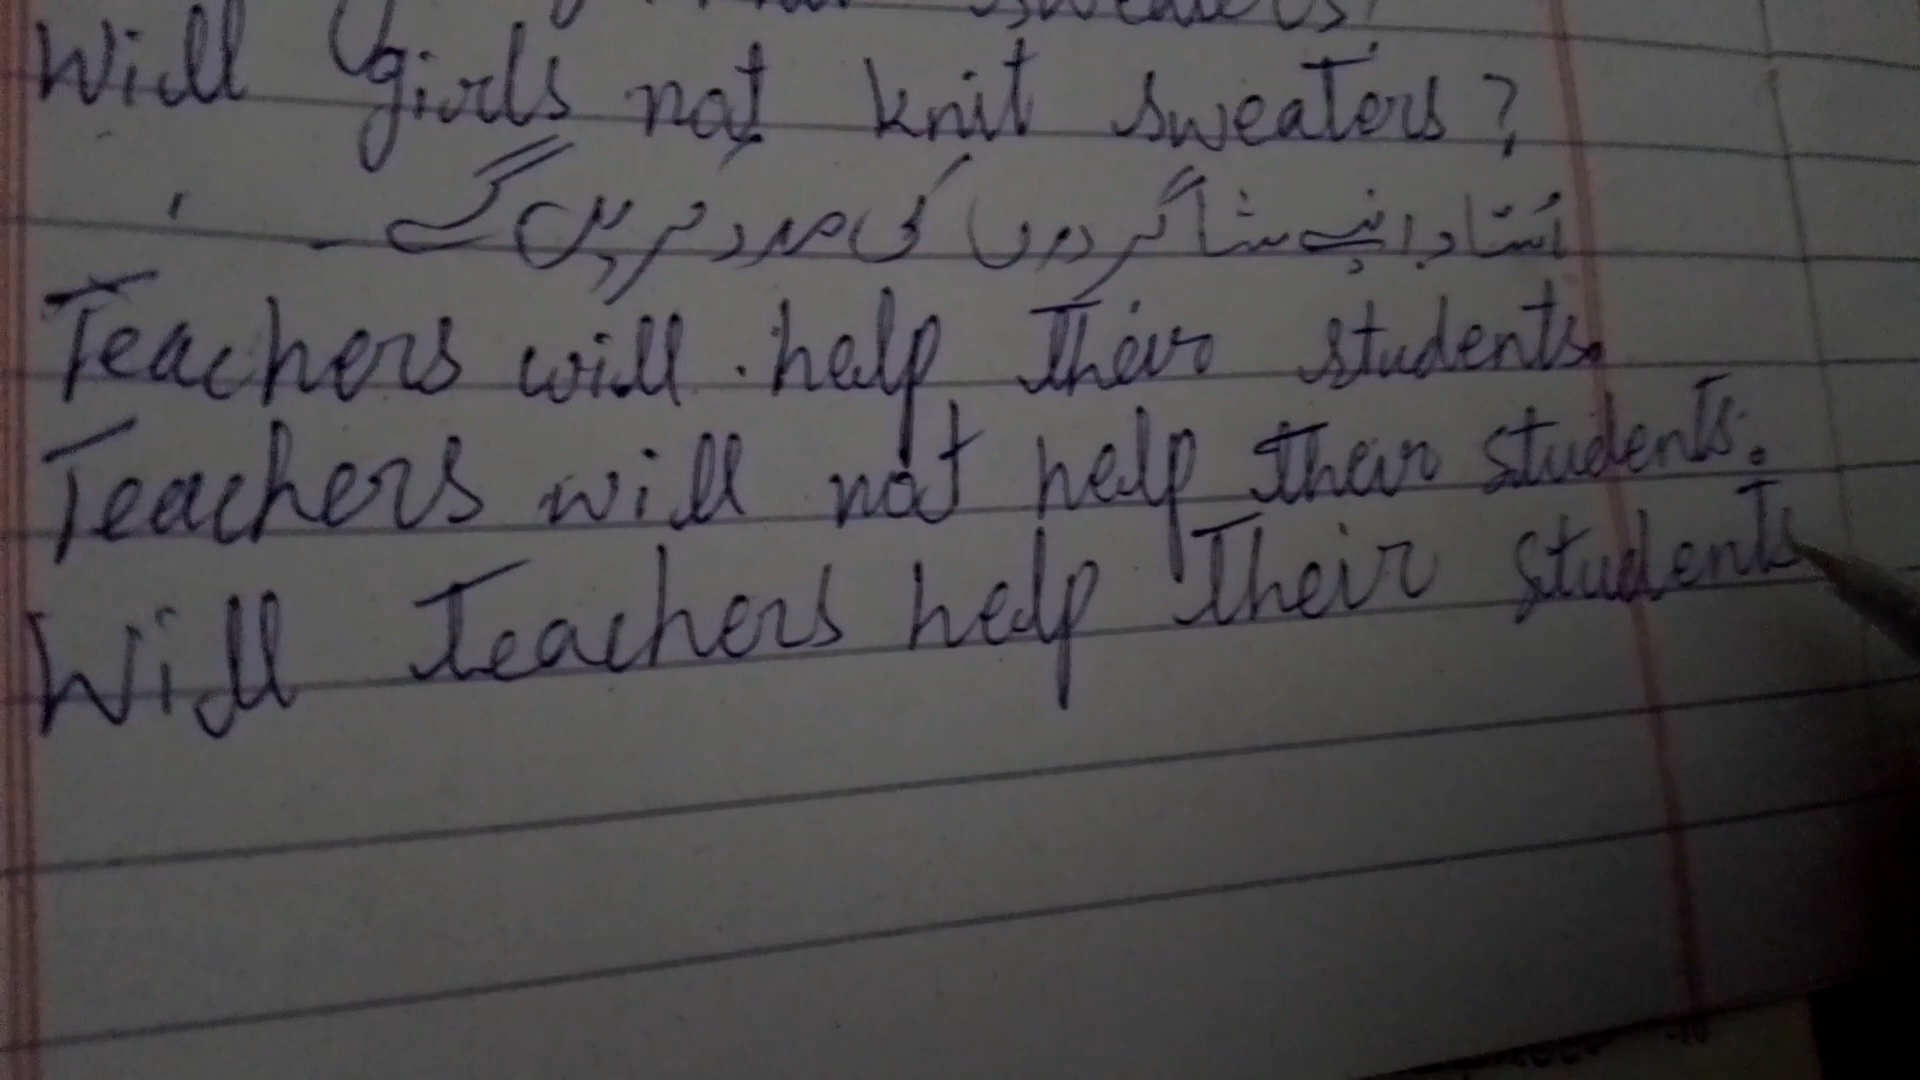 sweaters?
Will girls not knit sweaters?
استاد اپنے شاگردوں کی مدد کریں گے۔
Teachers will help their students.
Teachers will not help their students.
Will Teachers help Their students